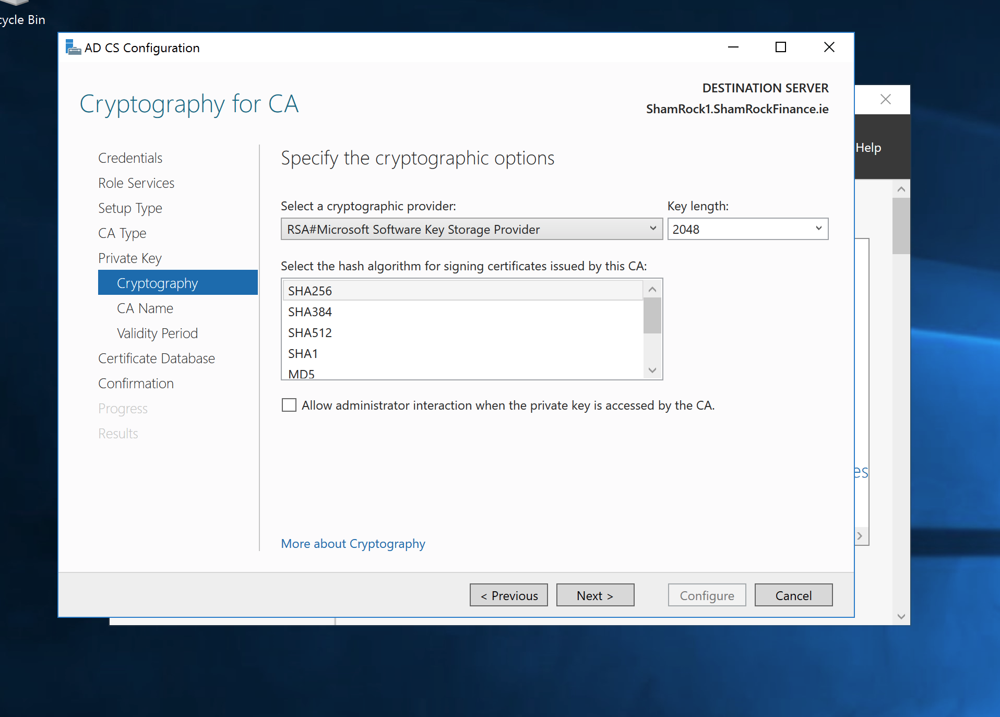 cycle Bin
AD CS Configuration
Cryptography for CA
DESTINATION SERVER
ShamRock1.ShamRockFinance.ie
Help
Credentials
Role Services
Setup Type
CA Type
Private Key
Cryptography
CA Name
Validity Period
Certificate Database
Confirmation
Progress
Results
Specify the cryptographic options
Select a cryptographic provider:
Key length:
RSA#Microsoft Software Key Storage Provider
2048
Select the hash algorithm for signing certificates issued by this CA:
SHA256
SHA384
SHA512
SHA1
MD5
Allow administrator interaction when the private key is accessed by the CA.
es
More about Cryptography
< Previous
Next >
Configure
Cancel